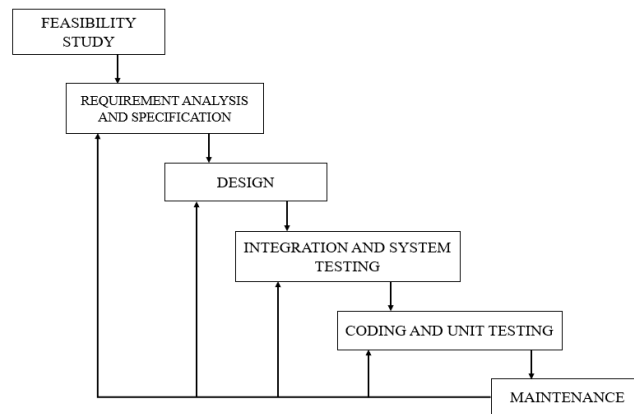 FEASIBILITY
STUDY
REQUIREMENT ANALYSIS
AND SPECIFICATION
DESIGN
INTEGRATION AND SYSTEM
TESTING
CODING AND UNIT TESTING
MAINTENANCE